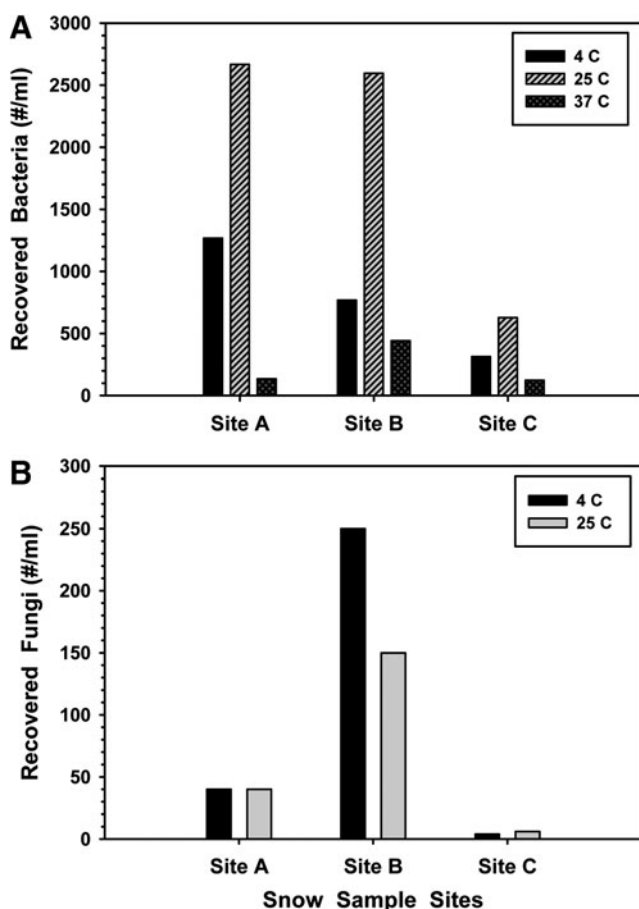 A
Recovered Bacteria (#/ml)
3000
2500
2000
1500
1000
500
0
4 C
25 C
37 C
Site A Site B Site C
B
Recovered Fungi (#/ml)
300
250
200
150
100
50
0
4 C
25 C
Site A Site B Site C
Snow Sample Sites